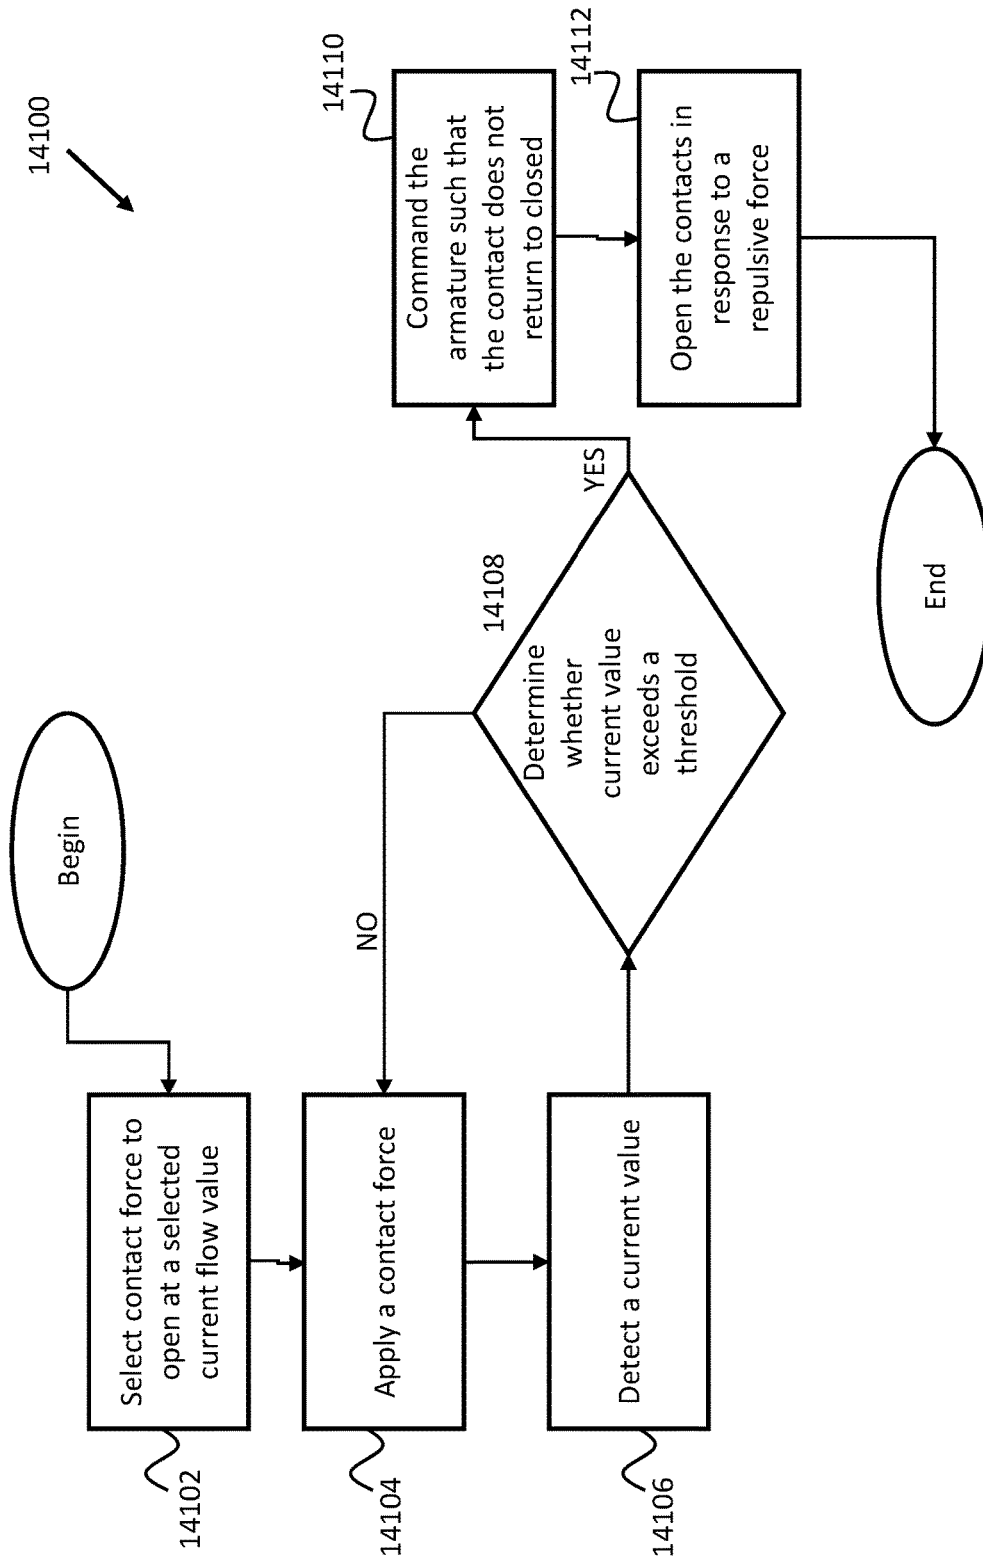 14100
Begin
14102
Select contact force to
open at a selected
current flow value
14104
Apply a contact force
14106
Detect a current value
14108
Determine
whether
current value
exceeds a
threshold
NO
YES
14110
Command the
armature such that
the contact does not
return to closed
14112
Open the contacts in
response to a
repulsive force
End